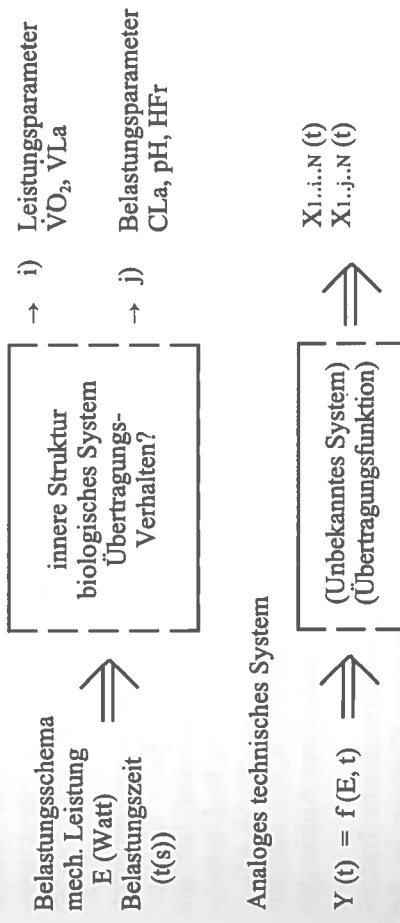 Belastungsschema
mech. Leistung
E (Watt)
Belastungszeit
(t(s))
innere Struktur
biologisches System
Übertragungs-
Verhalten?
→ i) Leistungsparameter
V̇O₂, V̇La
→ j) Belastungsparameter
CLa, pH, HFr
Analoges technisches System
Y (t) = f (E, t)
(Unbekanntes System)
(Übertragungsfunktion)
X₁..ᵢ..N (t)
X₁..ⱼ..N (t)